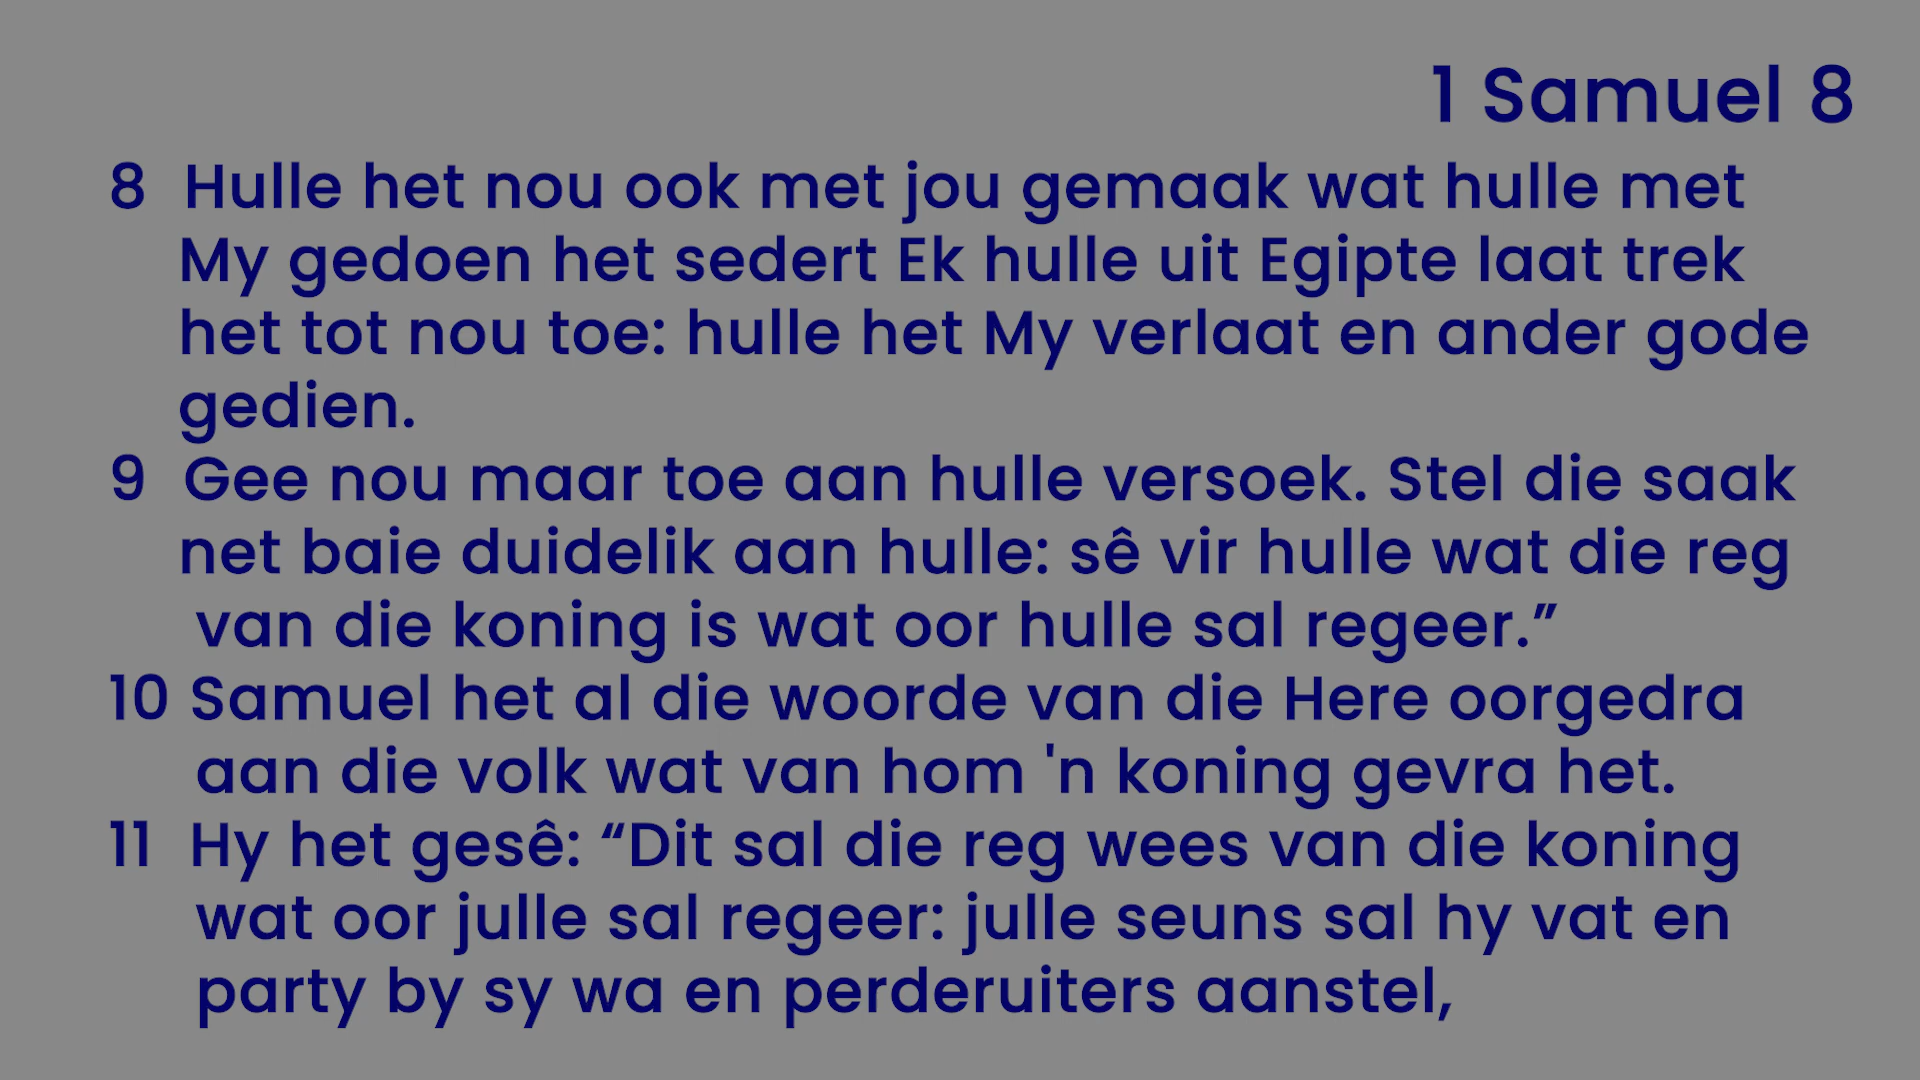 1 Samuel 8
8 Hulle het nou ook met jou gemaak wat hulle met
My gedoen het sedert Ek hulle uit Egipte laat trek
het tot nou toe: hulle het My verlaat en ander gode
gedien.
9 Gee nou maar toe aan hulle versoek. Stel die saak
net baie duidelik aan hulle: sê vir hulle wat die reg
van die koning is wat oor hulle sal regeer.”
10 Samuel het al die woorde van die Here oorgedra
aan die volk wat van hom 'n koning gevra het.
11 Hy het gesê: “Dit sal die reg wees van die koning
wat oor julle sal regeer: julle seuns sal hy vat en
party by sy wa en perderuiters aanstel,